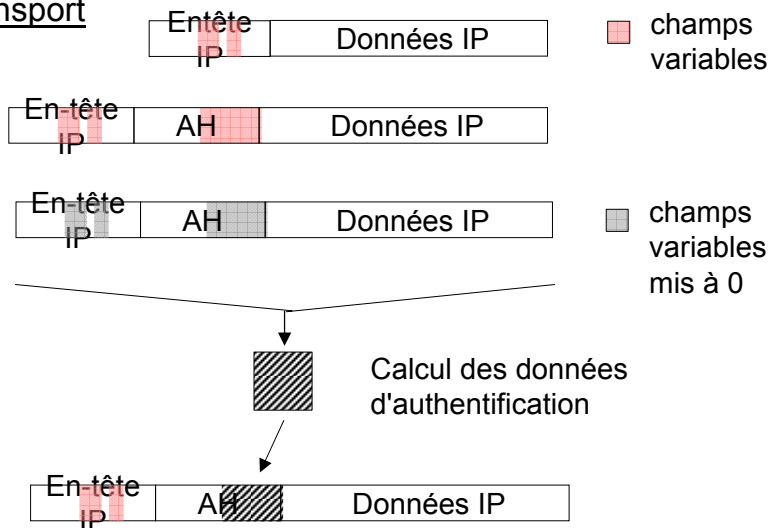 nsport
Entête
IP
Données IP
champs
variables
En-tête
IP
AH
Données IP
En-tête
IP
AH
Données IP
champs
variables
mis à 0
Calcul des données
d'authentification
En-tête
IP
AH
Données IP